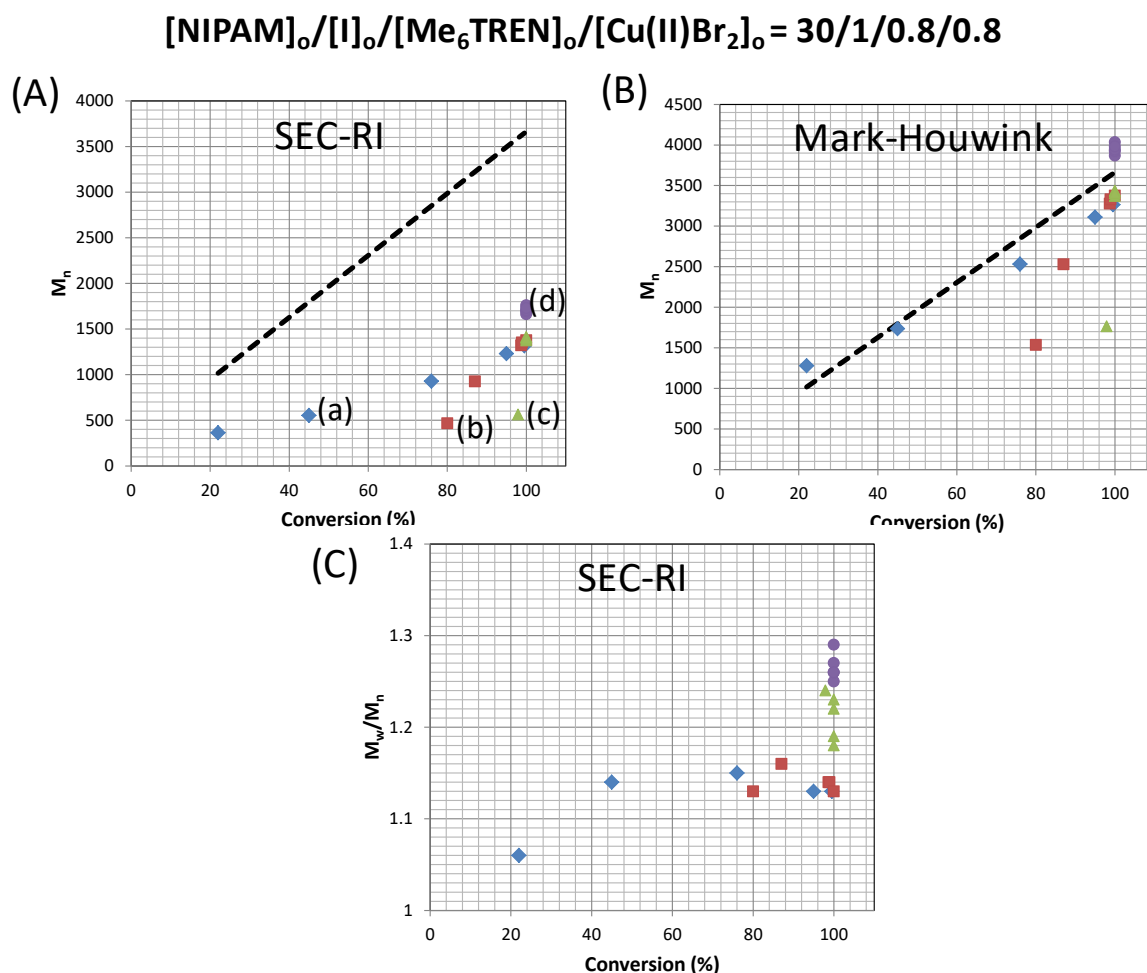 [NIPAM]o/[I]o/[Me6TREN]o/[Cu(II)Br2]o = 30/1/0.8/0.8
(A)
SEC-RI
4000
3500
3000
2500
2000
1500
1000
500
0
Mn
0 20 40 60 80 100
Conversion (%)
(a)
(b)
(c)
(d)
(B)
Mark-Houwink
4500
4000
3500
3000
2500
2000
1500
1000
500
0
Mn
0 20 40 60 80 100
Conversion (%)
(C)
SEC-RI
1.4
1.3
1.2
1.1
1
Mw/Mn
0 20 40 60 80 100
Conversion (%)